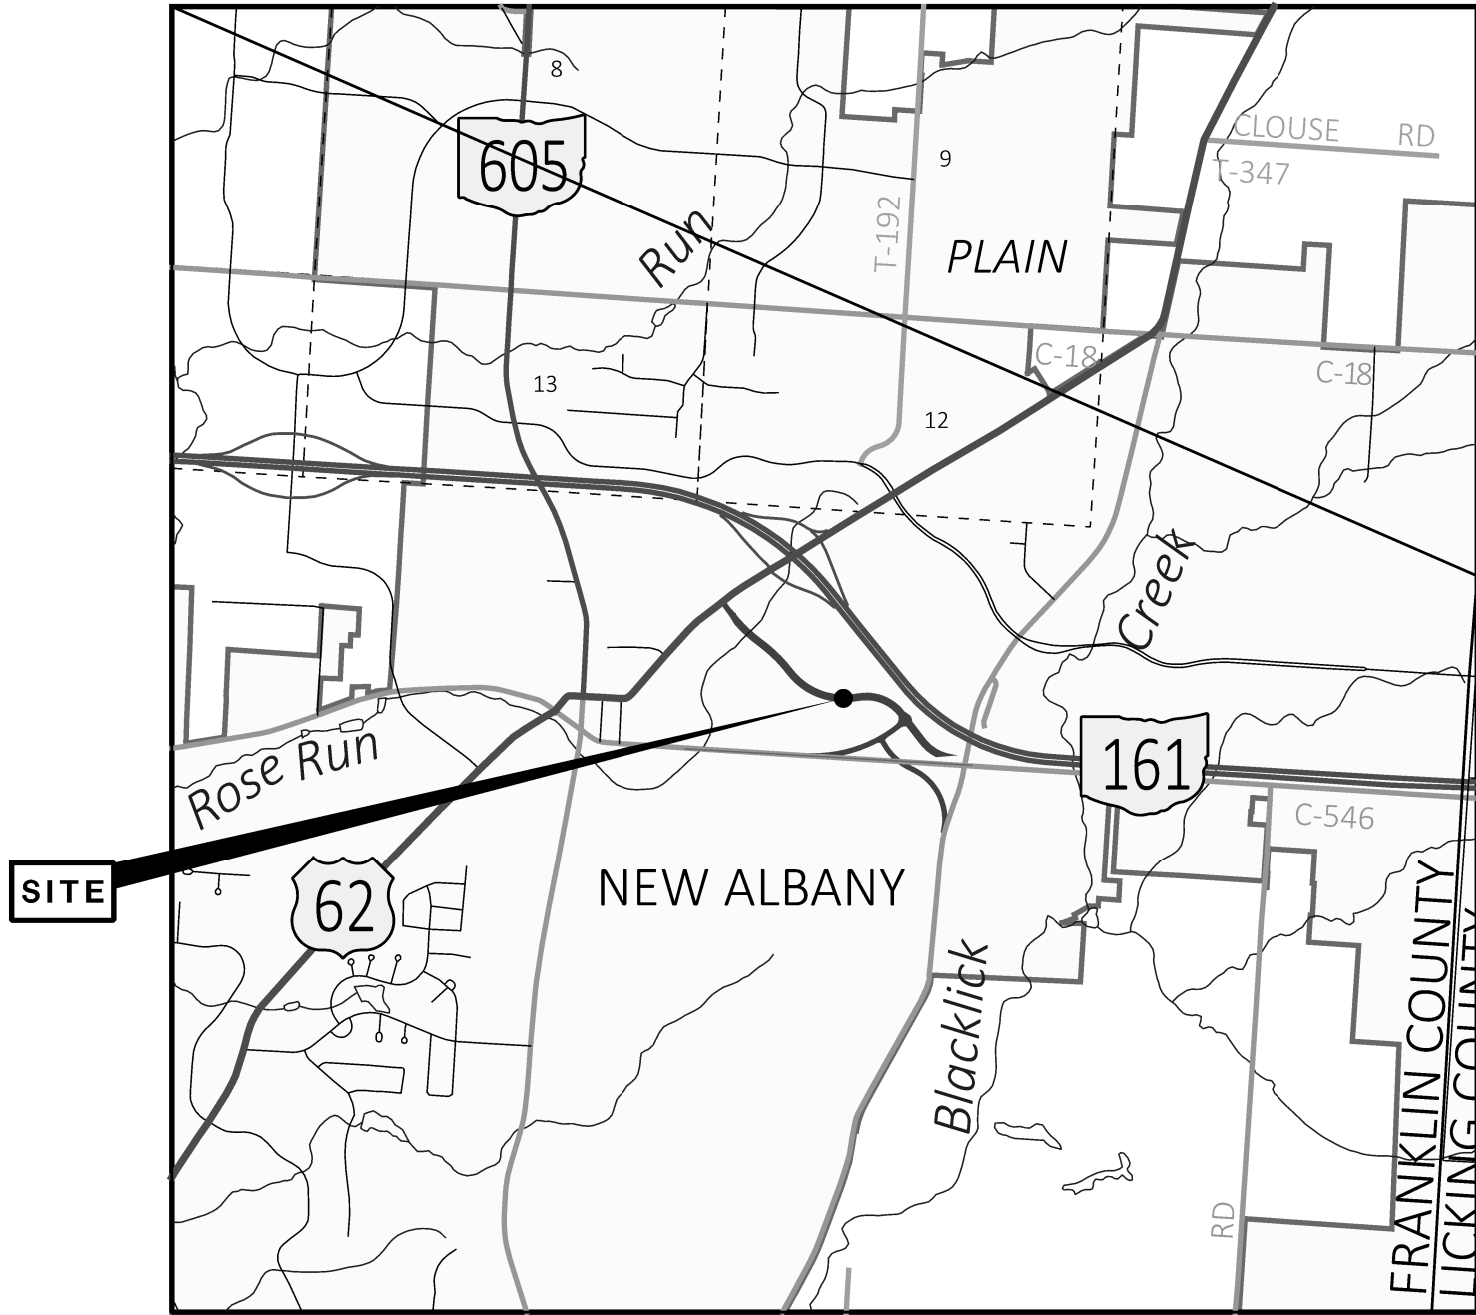 8
605
9
CLOUSE RD
T-347
Run
T-192
PLAIN
C-18
C-18
13
12
Creek
Rose Run
161
C-546
SITE
62
NEW ALBANY
Blacklick
RD
FRANKLIN COUNTY
LICKING COUNTY